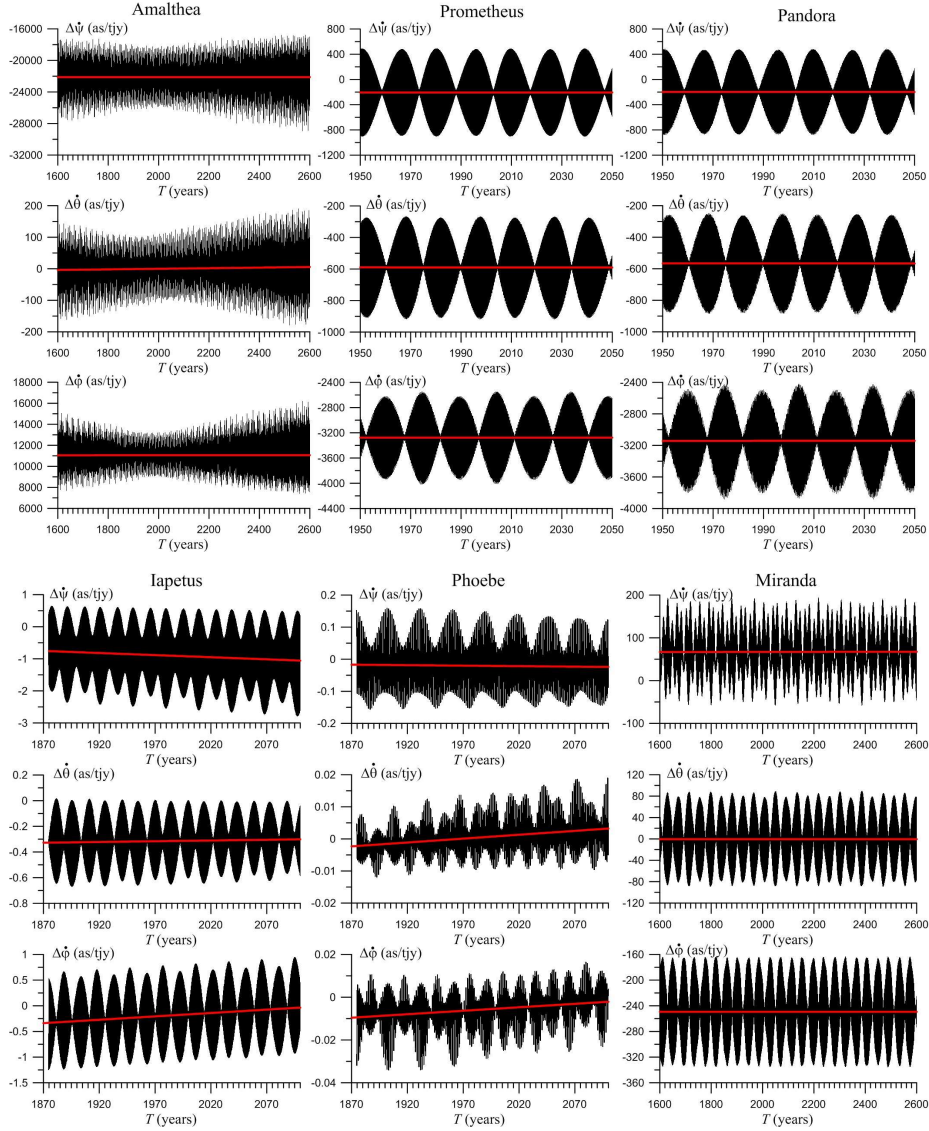 Amalthea
Δψ̇ (as/tjy)
-16000
-20000
-24000
-28000
-32000
1600 1800 2000 2200 2400 2600
T (years)
Δθ̇ (as/tjy)
200
100
0
-100
-200
1600 1800 2000 2200 2400 2600
T (years)
Δφ̇ (as/tjy)
18000
16000
14000
12000
10000
8000
6000
1600 1800 2000 2200 2400 2600
T (years)
Prometheus
Δψ̇ (as/tjy)
800
400
0
-400
-800
-1200
1950 1970 1990 2010 2030 2050
T (years)
Δθ̇ (as/tjy)
-200
-400
-600
-800
-1000
1950 1970 1990 2010 2030 2050
T (years)
Δφ̇ (as/tjy)
-2400
-2800
-3200
-3600
-4000
-4400
1950 1970 1990 2010 2030 2050
T (years)
Pandora
Δψ̇ (as/tjy)
800
400
0
-400
-800
-1200
1950 1970 1990 2010 2030 2050
T (years)
Δθ̇ (as/tjy)
-200
-400
-600
-800
-1000
1950 1970 1990 2010 2030 2050
T (years)
Δφ̇ (as/tjy)
-2400
-2800
-3200
-3600
-4000
1950 1970 1990 2010 2030 2050
T (years)
Iapetus
Δψ̇ (as/tjy)
1
0
-1
-2
-3
1870 1920 1970 2020 2070
T (years)
Δθ̇ (as/tjy)
0.2
0
-0.2
-0.4
-0.6
-0.8
1870 1920 1970 2020 2070
T (years)
Δφ̇ (as/tjy)
1
0.5
0
-0.5
-1
-1.5
1870 1920 1970 2020 2070
T (years)
Phoebe
Δψ̇ (as/tjy)
0.2
0.1
0
-0.1
-0.2
1870 1920 1970 2020 2070
T (years)
Δθ̇ (as/tjy)
0.02
0.01
0
-0.01
0.02
1870 1920 1970 2020 2070
T (years)
Δφ̇ (as/tjy)
0.02
0
-0.02
-0.04
1870 1920 1970 2020 2070
T (years)
Miranda
Δψ̇ (as/tjy)
200
100
0
-100
1600 1800 2000 2200 2400 2600
T (years)
Δθ̇ (as/tjy)
120
80
40
0
-40
-80
-120
1600 1800 2000 2200 2400 2600
T (years)
Δφ̇ (as/tjy)
-160
-200
-240
-280
-320
-360
1600 1800 2000 2200 2400 2600
T (years)